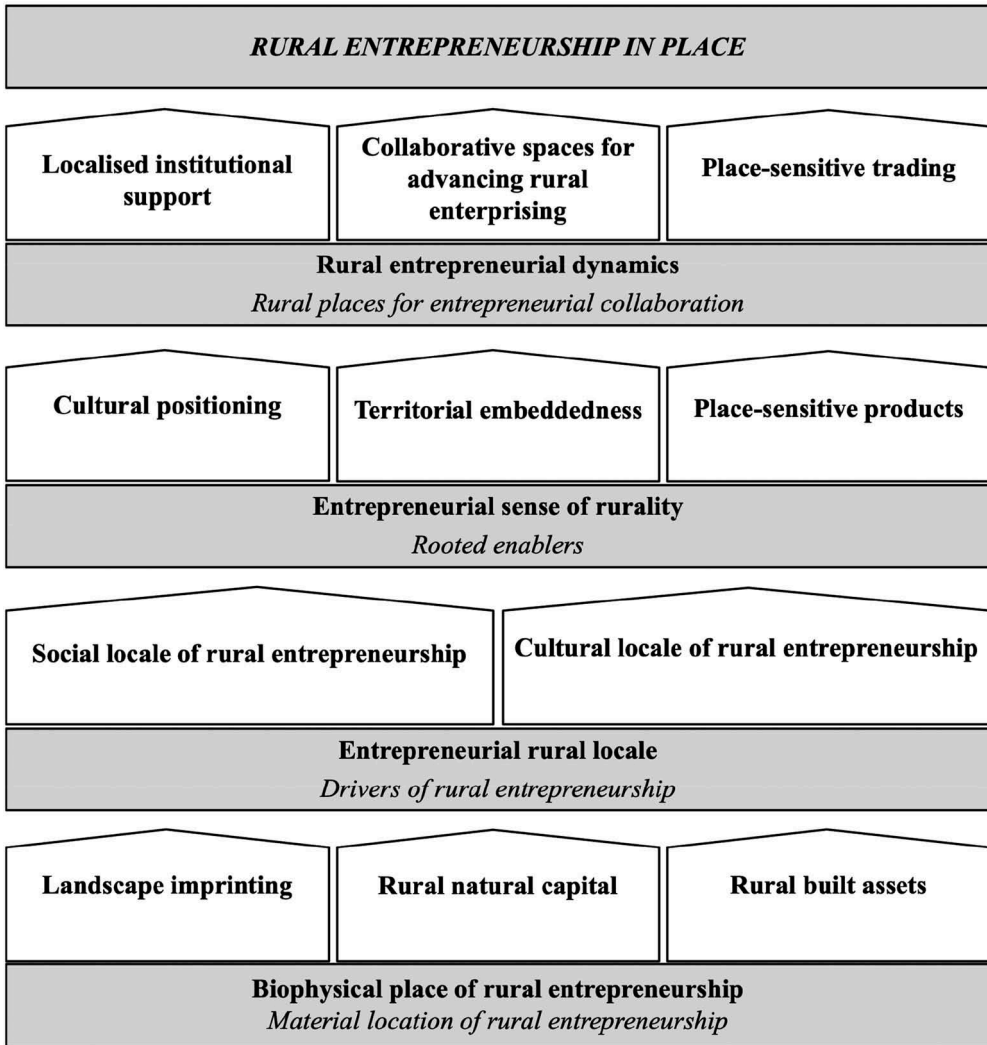 RURAL ENTREPRENEURSHIP IN PLACE
Localised institutional
support
Collaborative spaces for
advancing rural
enterprising
Place-sensitive trading
Rural entrepreneurial dynamics
Rural places for entrepreneurial collaboration
Cultural positioning
Territorial embeddedness
Place-sensitive products
Entrepreneurial sense of rurality
Rooted enablers
Social locale of rural entrepreneurship
Cultural locale of rural entrepreneurship
Entrepreneurial rural locale
Drivers of rural entrepreneurship
Landscape imprinting
Rural natural capital
Rural built assets
Biophysical place of rural entrepreneurship
Material location of rural entrepreneurship